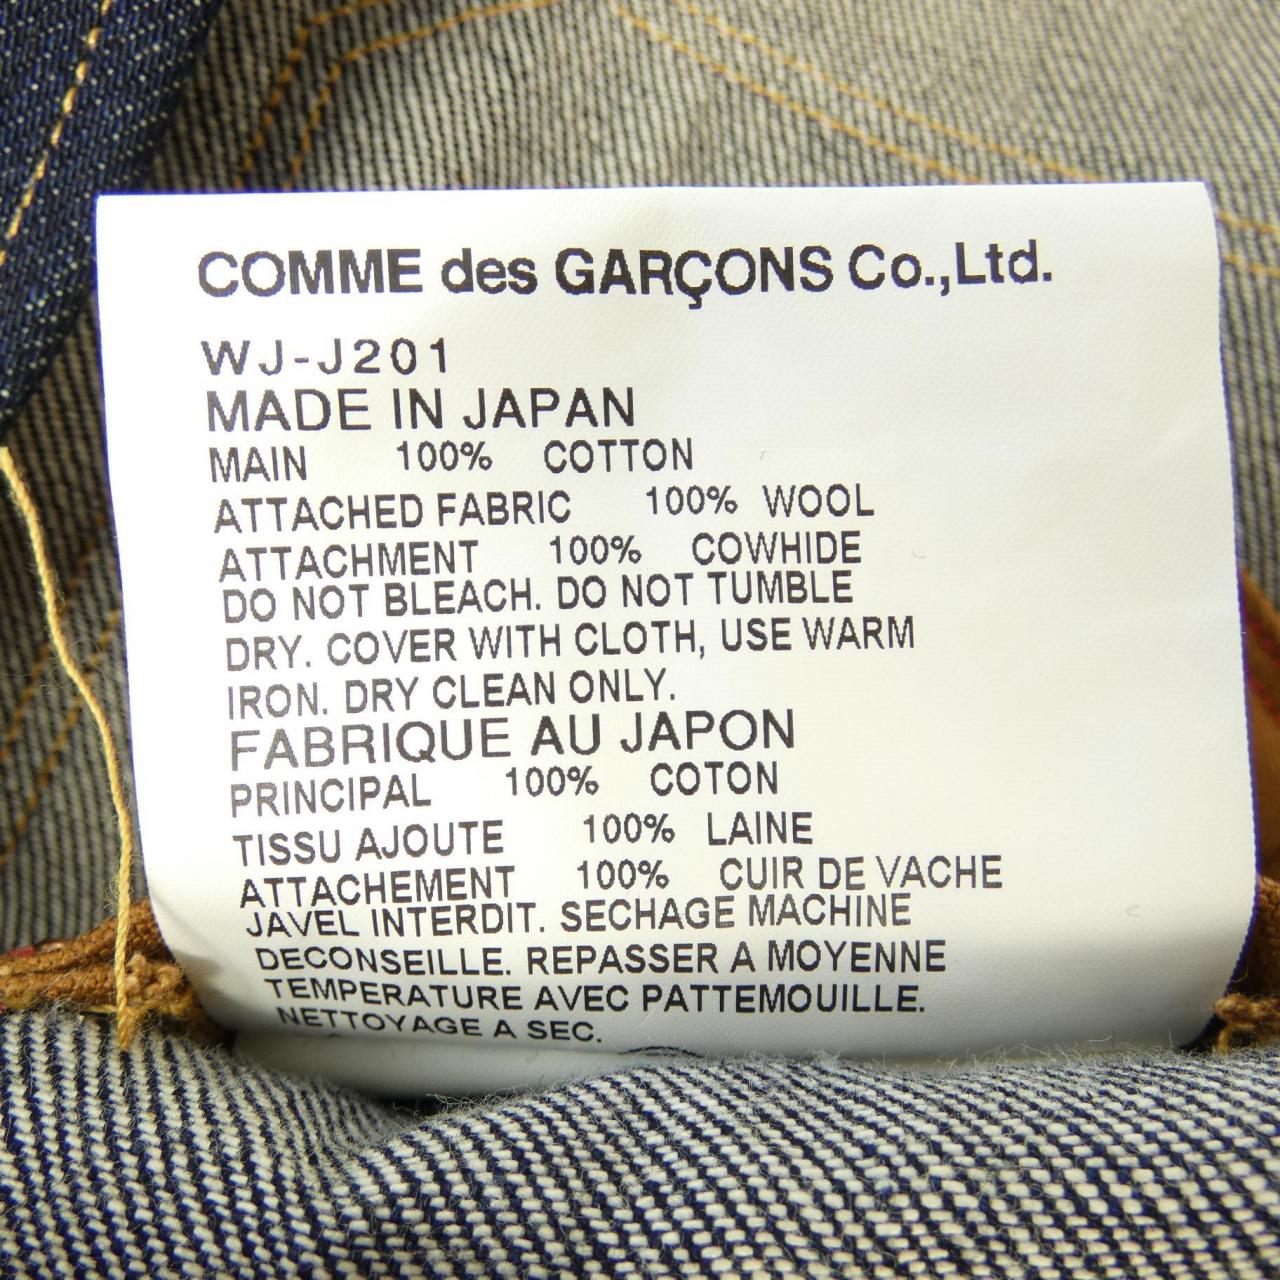 COMME des GARÇONS Co.,Ltd.
WJ-J201
MADE IN JAPAN
MAIN 100% COTTON
ATTACHED FABRIC 100% WOOL
ATTACHMENT 100% COWHIDE
DO NOT BLEACH. DO NOT TUMBLE
DRY. COVER WITH CLOTH, USE WARM
IRON. DRY CLEAN ONLY.
FABRIQUE AU JAPON
PRINCIPAL 100% COTON
TISSU AJOUTE 100% LAINE
ATTACHEMENT 100% CUIR DE VACHE
JAVEL INTERDIT. SECHAGE MACHINE
DECONSEILLE. REPASSER A MOYENNE
TEMPERATURE AVEC PATTEMOUILLE.
NETTOYAGE A SEC.